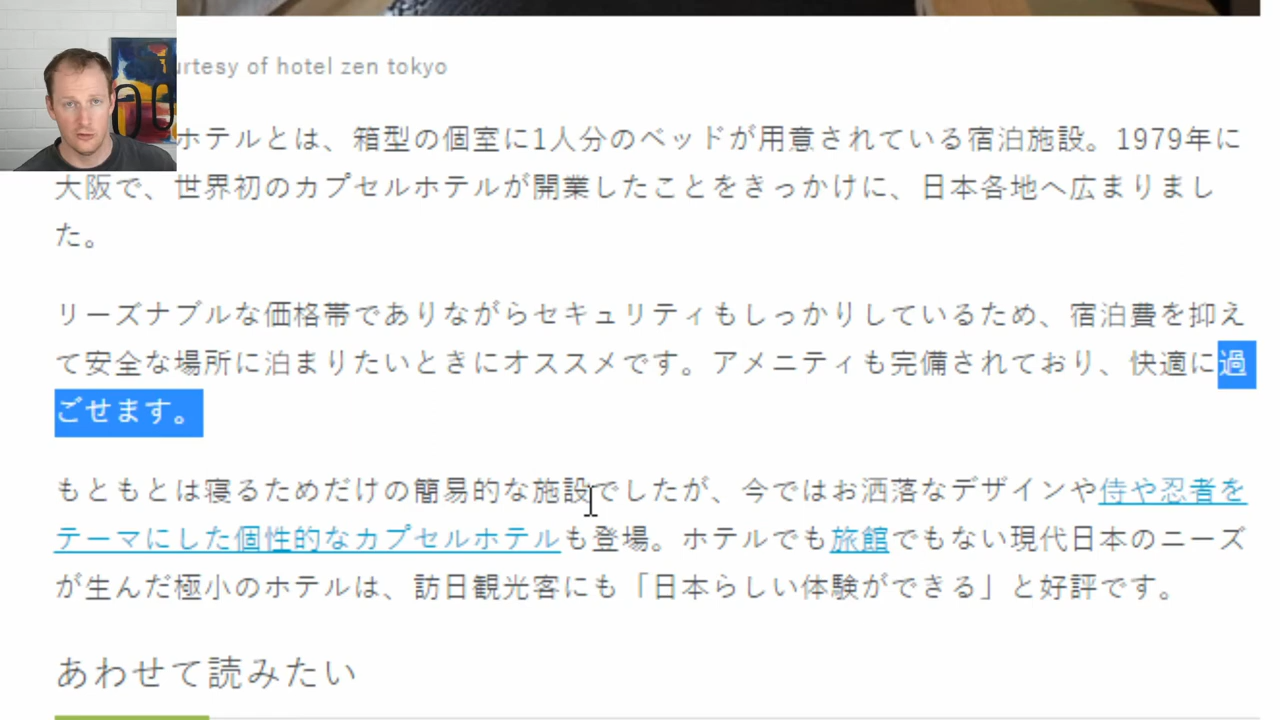 urtesy of hotel zen tokyo
ホテルとは、箱型の個室に1人分のベッドが用意されている宿泊施設。1979年に
大阪で、世界初のカプセルホテルが開業したことをきっかけに、日本各地へ広まりまし
た。
リーズナブルな価格帯でありながらセキュリティもしっかりしているため、宿泊費を抑え
て安全な場所に泊まりたいときにオススメです。アメニティも完備されており、快適に過
ごせます。
もともとは寝るためだけの簡易的な施設でしたが、今ではお洒落なデザインや侍や忍者を
テーマにした個性的なカプセルホテルも登場。ホテルでも旅館でもない現代日本のニーズ
が生んだ極小のホテルは、訪日観光客にも「日本らしい体験ができる」と好評です。
あわせて読みたい